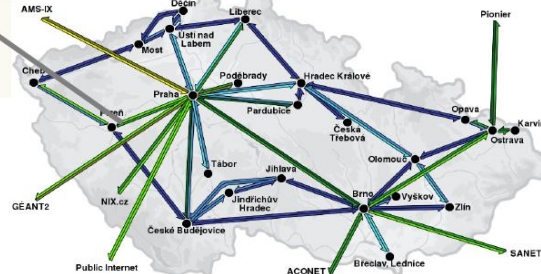 AMS-IX
Děčín
Liberec
Pionier
Ústí nad
Labem
Most
Cheb
Poděbrady
Hradec Králové
Praha
Pardubice
Opava
Karvi
Plzeň
Česká
Třebová
Ostrava
Olomouc
Tábor
Jihlava
Jindřichův
Hradec
Brno
Vyškov
Zlín
GÉANT2
NIX.cz
České Budějovice
Břeclav, Lednice
SANET
Public Internet
ACONET